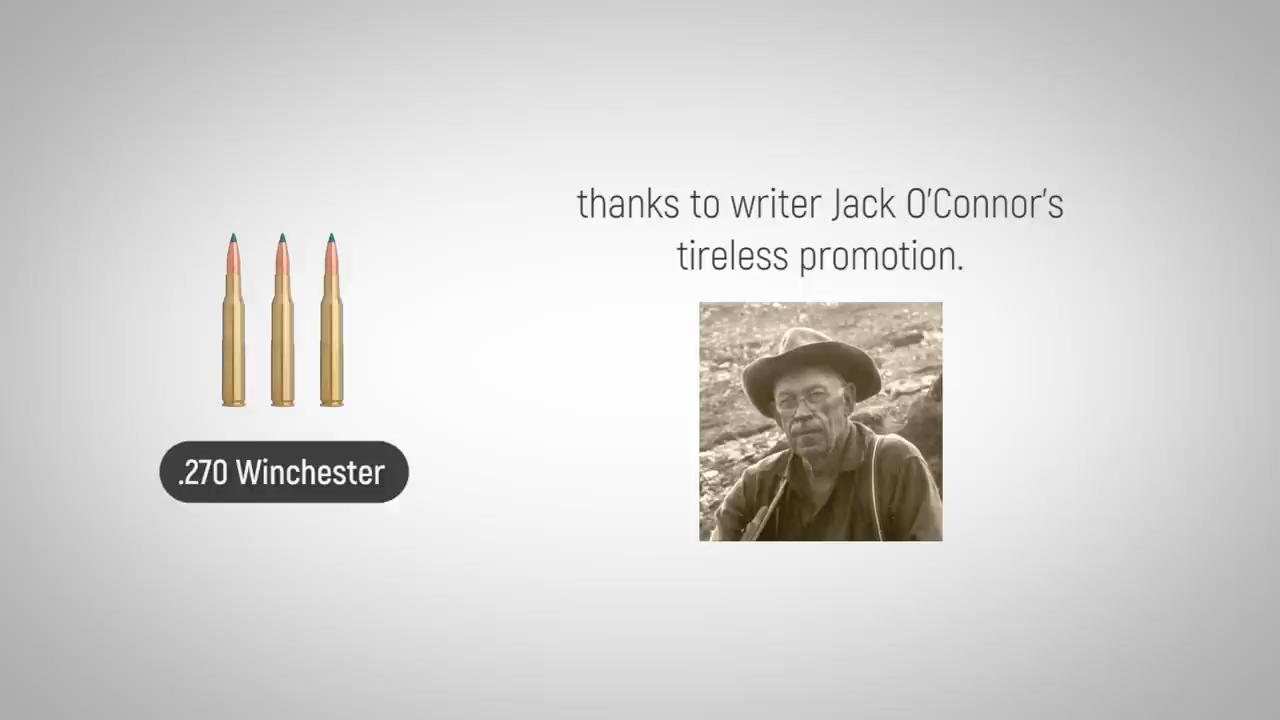 thanks to writer Jack O'Connor's
tireless promotion.
.270 Winchester